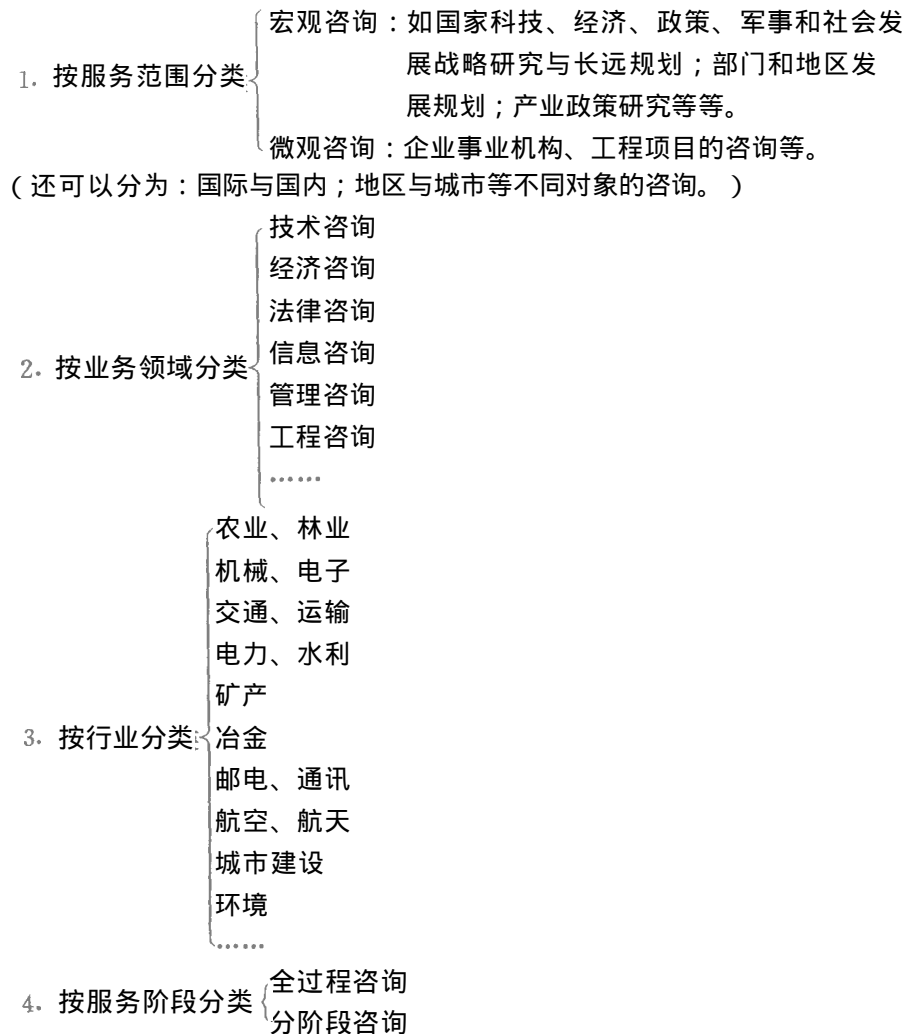 宏观咨询：如国家科技、经济、政策、军事和社会发
1. 按服务范围分类
展战略研究与长远规划；部门和地区发
展规划；产业政策研究等等。
微观咨询：企业事业机构、工程项目的咨询等。
（还可以分为：国际与国内；地区与城市等不同对象的咨询。）
技术咨询
经济咨询
法律咨询
2. 按业务领域分类
信息咨询
管理咨询
工程咨询
……
农业、林业
机械、电子
交通、运输
电力、水利
矿产
3. 按行业分类
冶金
邮电、通讯
航空、航天
城市建设
环境
……
4. 按服务阶段分类
全过程咨询
分阶段咨询